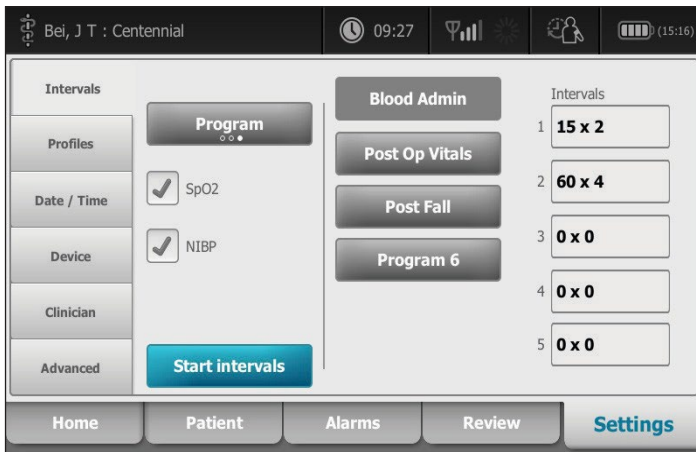 Bei, J T : Centennial
09:27
(15:16)
Intervals
Profiles
Date / Time
Device
Clinician
Advanced
Program
SpO2
NIBP
Start intervals
Blood Admin
Post Op Vitals
Post Fall
Program 6
Intervals
1 15 x 2
2 60 x 4
3 0 x 0
4 0 x 0
5 0 x 0
Home
Patient
Alarms
Review
Settings